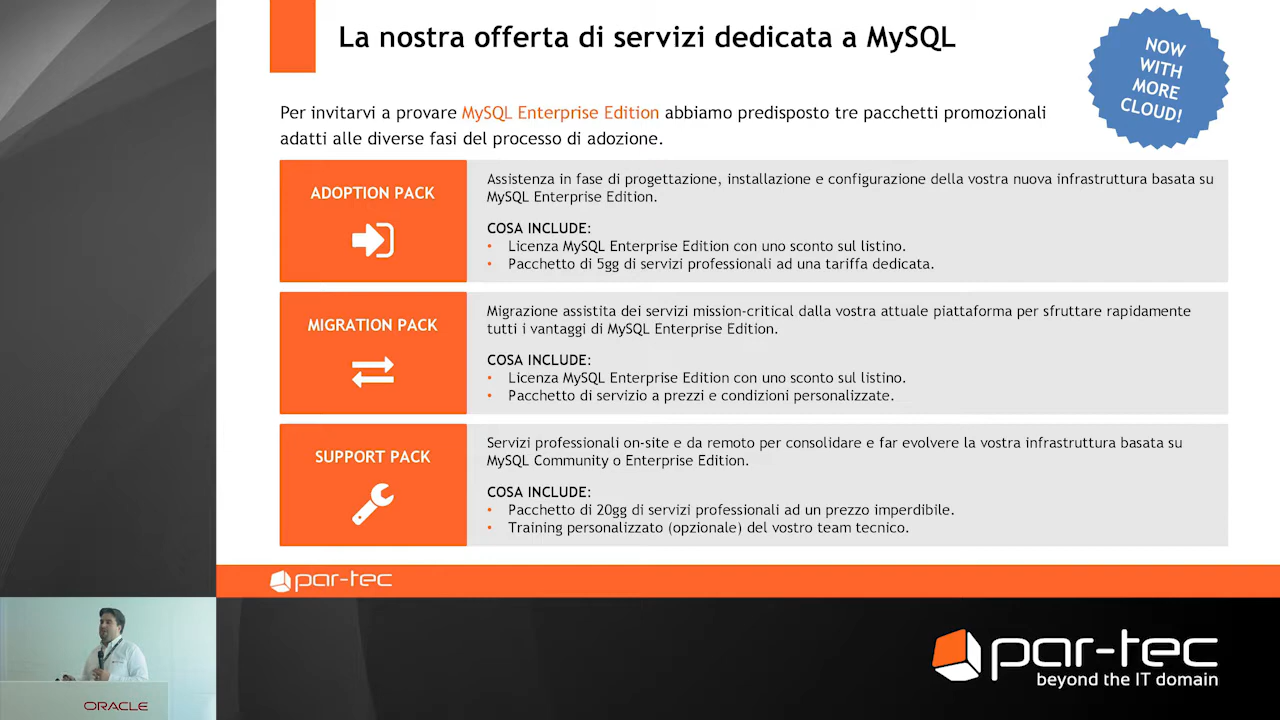 La nostra offerta di servizi dedicata a MySQL
NOW
WITH
MORE
CLOUD!
Per invitarvi a provare MySQL Enterprise Edition abbiamo predisposto tre pacchetti promozionali
adatti alle diverse fasi del processo di adozione.
ADOPTION PACK
Assistenza in fase di progettazione, installazione e configurazione della vostra nuova infrastruttura basata su
MySQL Enterprise Edition.
COSA INCLUDE:
• Licenza MySQL Enterprise Edition con uno sconto sul listino.
• Pacchetto di 5gg di servizi professionali ad una tariffa dedicata.
MIGRATION PACK
Migrazione assistita dei servizi mission-critical dalla vostra attuale piattaforma per sfruttare rapidamente
tutti i vantaggi di MySQL Enterprise Edition.
COSA INCLUDE:
• Licenza MySQL Enterprise Edition con uno sconto sul listino.
• Pacchetto di servizio a prezzi e condizioni personalizzate.
SUPPORT PACK
Servizi professionali on-site e da remoto per consolidare e far evolvere la vostra infrastruttura basata su
MySQL Community o Enterprise Edition.
COSA INCLUDE:
• Pacchetto di 20gg di servizi professionali ad un prezzo imperdibile.
• Training personalizzato (opzionale) del vostro team tecnico.
par-tec
par-tec
beyond the IT domain
ORACLE